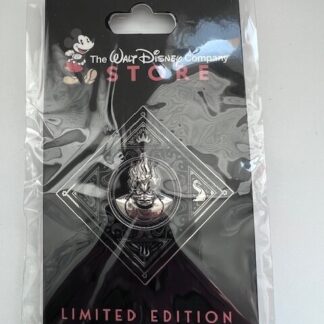 The WALT DISNEY Company
STORE
LIMITED EDITION